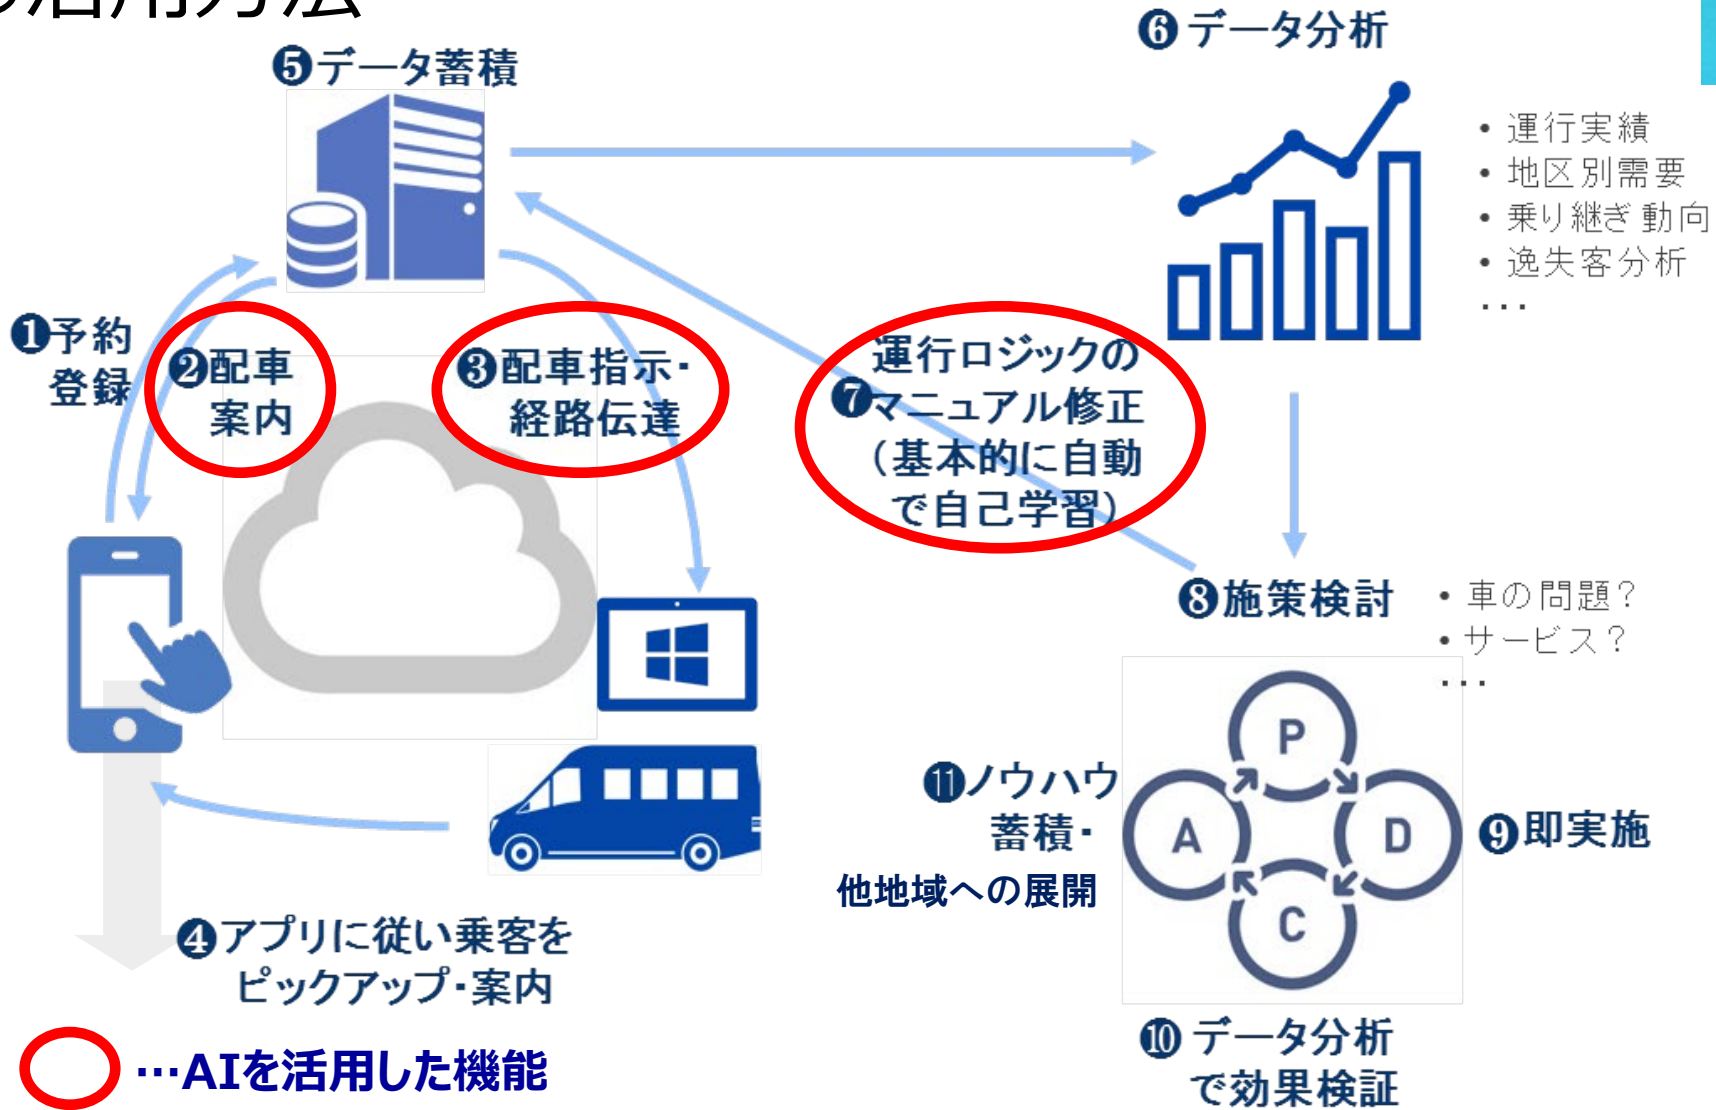 の活用方法
❺データ蓄積
❻データ分析
• 運行実績
• 地区別需要
• 乗り継ぎ動向
• 逸失客分析
・・・
❶予約
登録
❷配車
案内
❸配車指示・
経路伝達
運行ロジックの
❼マニュアル修正
（基本的に自動
で自己学習）
❽施策検討
• 車の問題？
• サービス？
・・・
P
A
D
C
⓫ノウハウ
蓄積・
他地域への展開
❾即実施
❹アプリに従い乗客を
ピックアップ・案内
❿データ分析
で効果検証
…AIを活用した機能